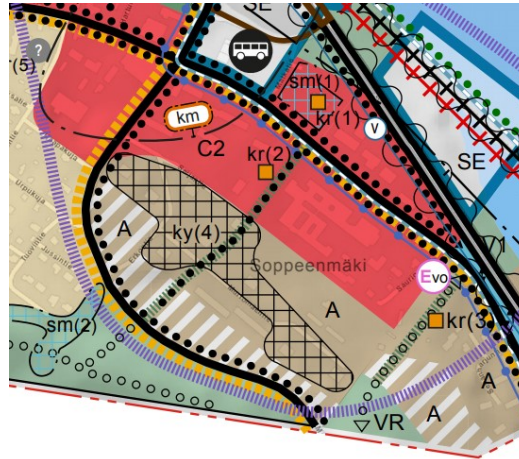 SE
?
r(5)
sm(1)
km
kr(1)
v
C2
kr(2)
SE
A
ky(4)
71
Soppeenmäki
Evo
sm(2)
A
kr(3)
A
A
VR